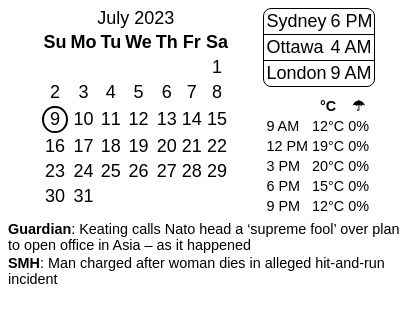 July 2023
Su Mo Tu We Th Fr Sa
1
2 3 4 5 6 7 8
9 10 11 12 13 14 15
16 17 18 19 20 21 22
23 24 25 26 27 28 29
30 31
Sydney 6 PM
Ottawa 4 AM
London 9 AM
°C ☂
9 AM 12°C 0%
12 PM 19°C 0%
3 PM 20°C 0%
6 PM 15°C 0%
9 PM 12°C 0%
Guardian: Keating calls Nato head a ‘supreme fool’ over plan
to open office in Asia – as it happened
SMH: Man charged after woman dies in alleged hit-and-run
incident